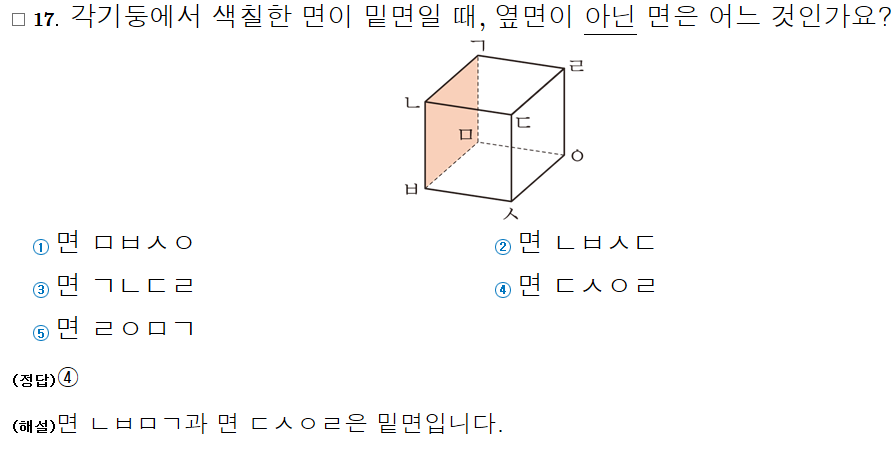 □ 17. 각기둥에서 색칠한 면이 밑면일 때, 옆면이 아닌 면은 어느 것인가요?
ㄱ
ㄹ
ㄴ
ㄷ
ㅁ
ㅇ
ㅂ
ㅅ
① 면 ㅁㅂㅅㅇ ② 면 ㄴㅂㅅㄷ
③ 면 ㄱㄴㄷㄹ ④ 면 ㄷㅅㅇㄹ
⑤ 면 ㄹㅇㅁㄱ
(정답)④
(해설)면 ㄴㅂㅁㄱ과 면 ㄷㅅㅇㄹ은 밑면입니다.